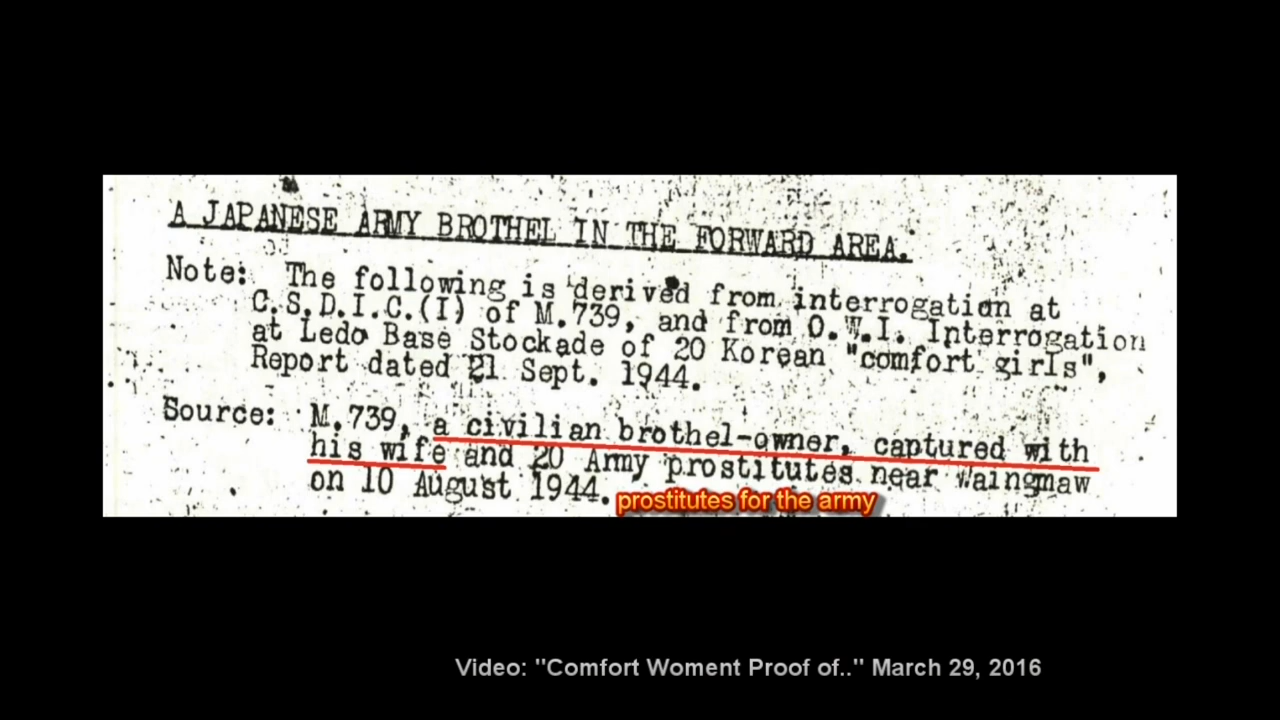 A JAPANESE ARMY BROTHEL IN THE FORWARD AREA.
Note: The following is derived from interrogation at
C.S.D.I.C.(I) of M.739, and from O.W.I. Interrogation
at Ledo Base Stockade of 20 Korean "comfort girls",
Report dated 21 Sept. 1944.
Source: M.739, a civilian brothel-owner, captured with
his wife and 20 Army prostitutes near Waingmaw
on 10 August 1944.
prostitutes for the army
Video: "Comfort Woment Proof of.." March 29, 2016